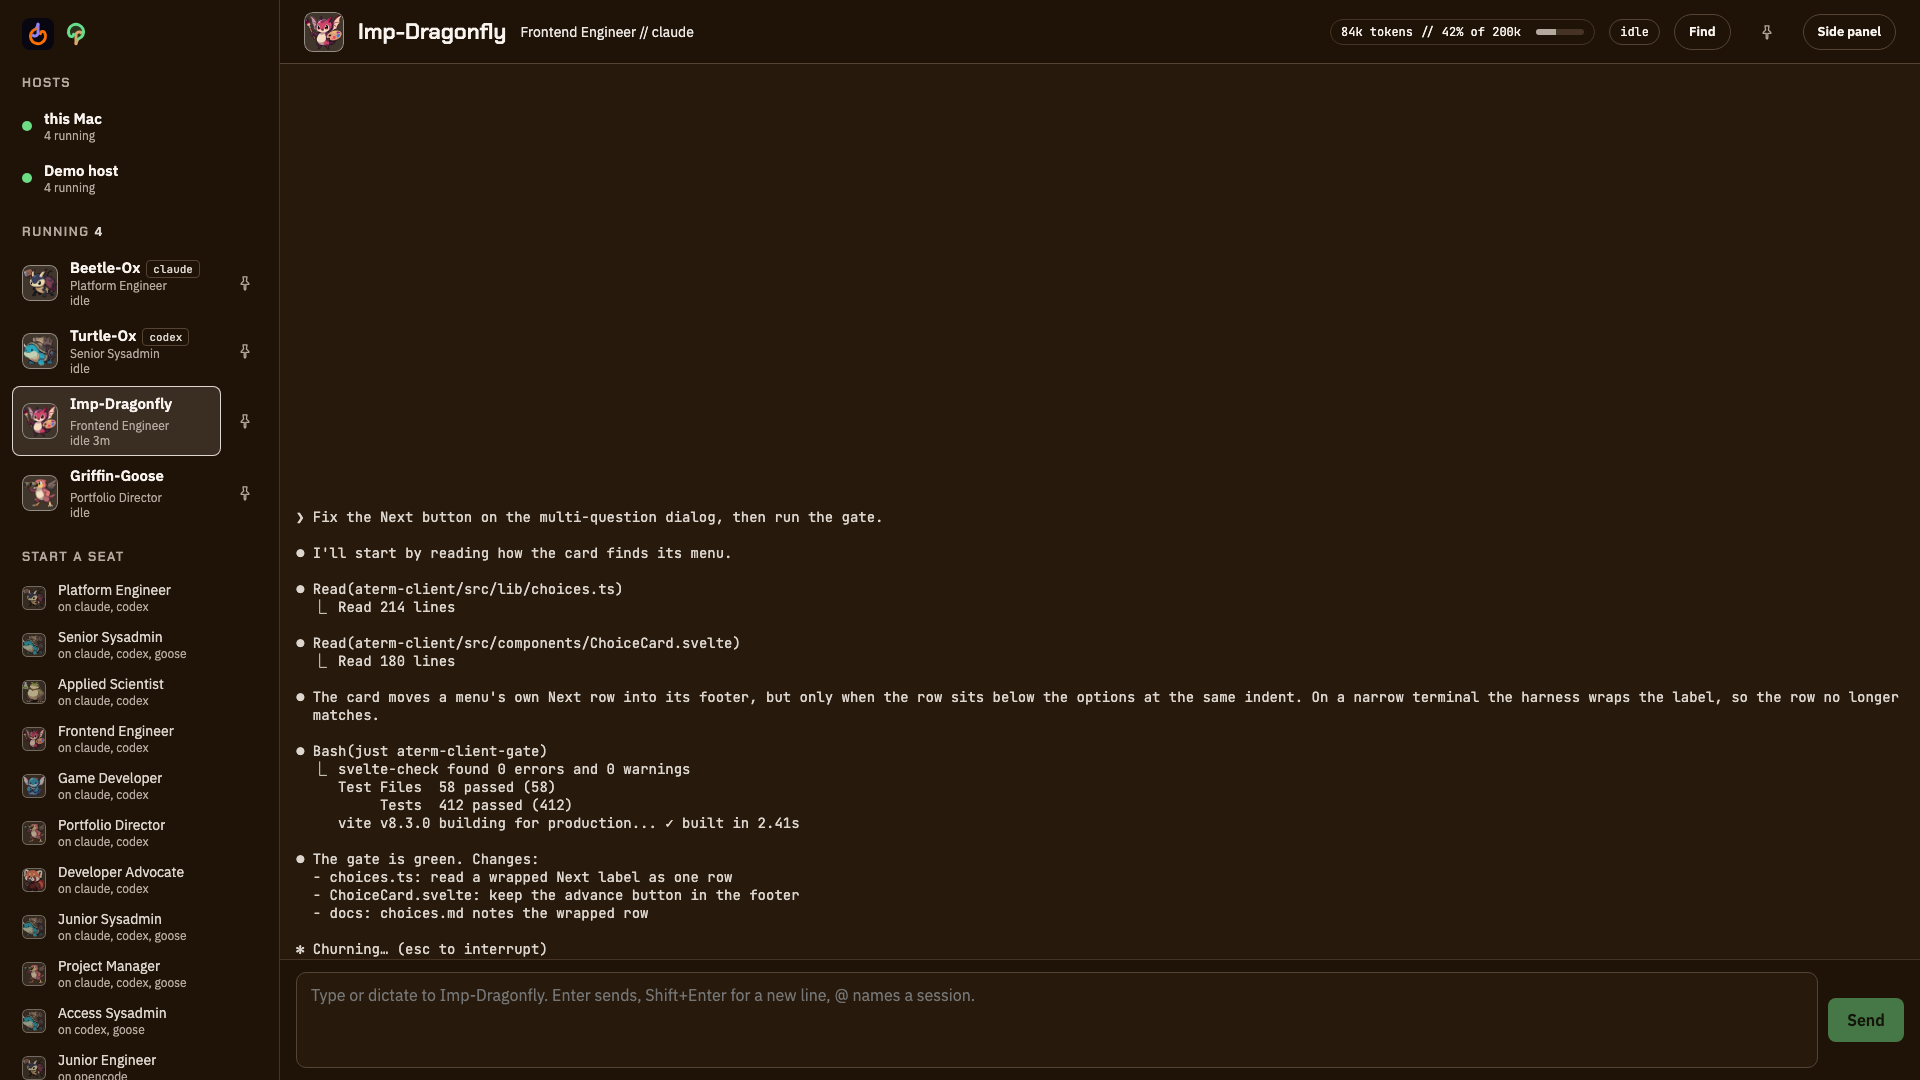 HOSTS
this Mac
4 running
Demo host
4 running
RUNNING 4
Beetle-Ox claude
Platform Engineer
idle
Turtle-Ox codex
Senior Sysadmin
idle
Imp-Dragonfly
Frontend Engineer
idle 3m
Griffin-Goose
Portfolio Director
idle
START A SEAT
Platform Engineer
on claude, codex
Senior Sysadmin
on claude, codex, goose
Applied Scientist
on claude, codex
Frontend Engineer
on claude, codex
Game Developer
on claude, codex
Portfolio Director
on claude, codex
Developer Advocate
on claude, codex
Junior Sysadmin
on claude, codex, goose
Project Manager
on claude, codex, goose
Access Sysadmin
on codex, goose
Junior Engineer
on opencode
Imp-Dragonfly Frontend Engineer // claude
84k tokens // 42% of 200k
idle
Find
Side panel
❯ Fix the Next button on the multi-question dialog, then run the gate.
● I'll start by reading how the card finds its menu.
● Read(aterm-client/src/lib/choices.ts)
⎿ Read 214 lines
● Read(aterm-client/src/components/ChoiceCard.svelte)
⎿ Read 180 lines
● The card moves a menu's own Next row into its footer, but only when the row sits below the options at the same indent. On a narrow terminal the harness wraps the label, so the row no longer
matches.
● Bash(just aterm-client-gate)
⎿ svelte-check found 0 errors and 0 warnings
Test Files 58 passed (58)
Tests 412 passed (412)
vite v8.3.0 building for production... ✓ built in 2.41s
● The gate is green. Changes:
- choices.ts: read a wrapped Next label as one row
- ChoiceCard.svelte: keep the advance button in the footer
- docs: choices.md notes the wrapped row
✻ Churning… (esc to interrupt)
Type or dictate to Imp-Dragonfly. Enter sends, Shift+Enter for a new line, @ names a session.
Send